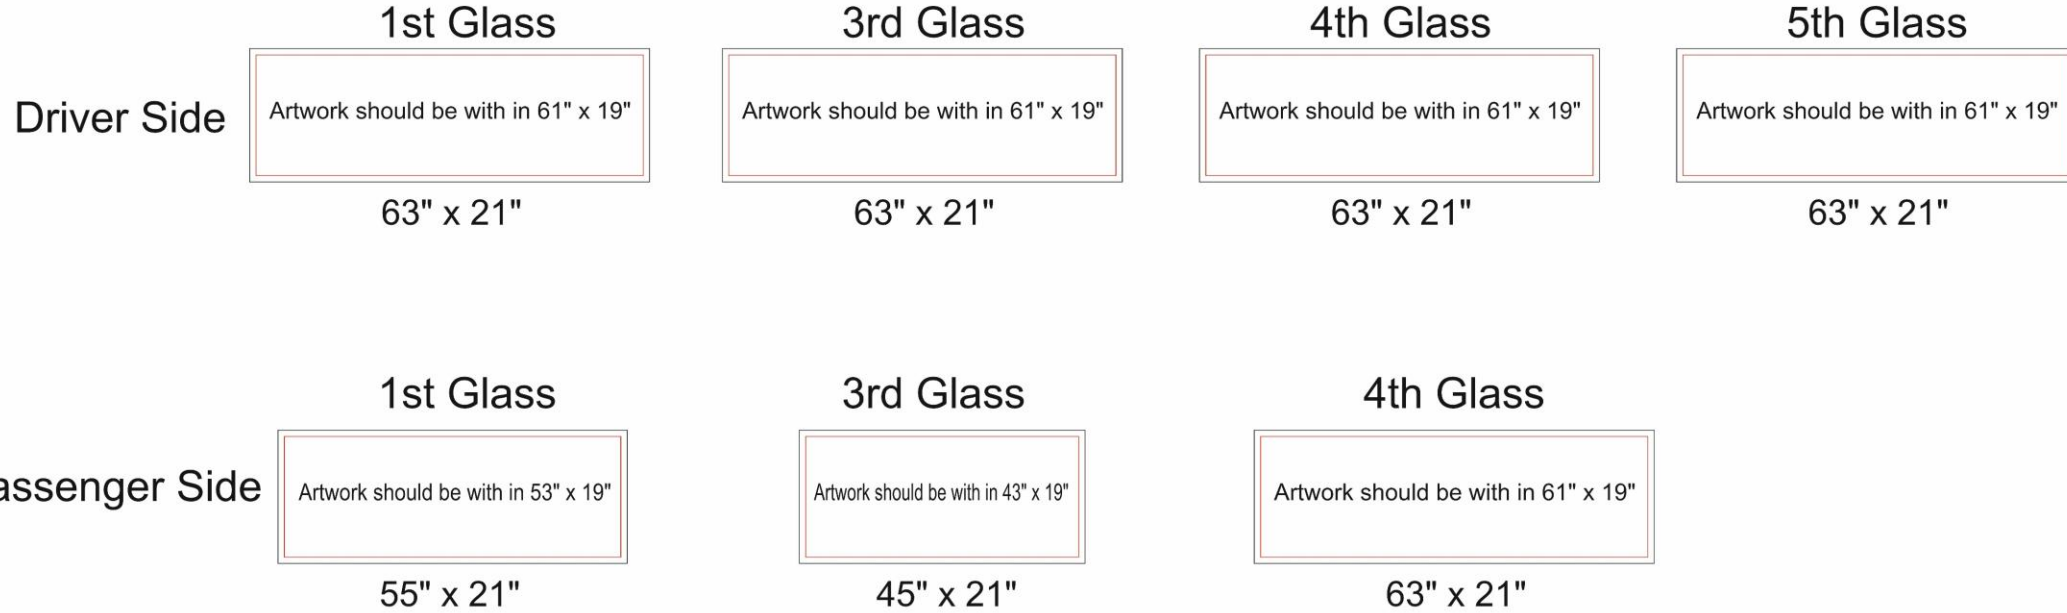 1st Glass 3rd Glass 4th Glass 5th Glass
Driver Side
Artwork should be with in 61" x 19" Artwork should be with in 61" x 19" Artwork should be with in 61" x 19" Artwork should be with in 61" x 19"
63" x 21" 63" x 21" 63" x 21" 63" x 21"
1st Glass 3rd Glass 4th Glass
assenger Side
Artwork should be with in 53" x 19" Artwork should be with in 43" x 19" Artwork should be with in 61" x 19"
55" x 21" 45" x 21" 63" x 21"